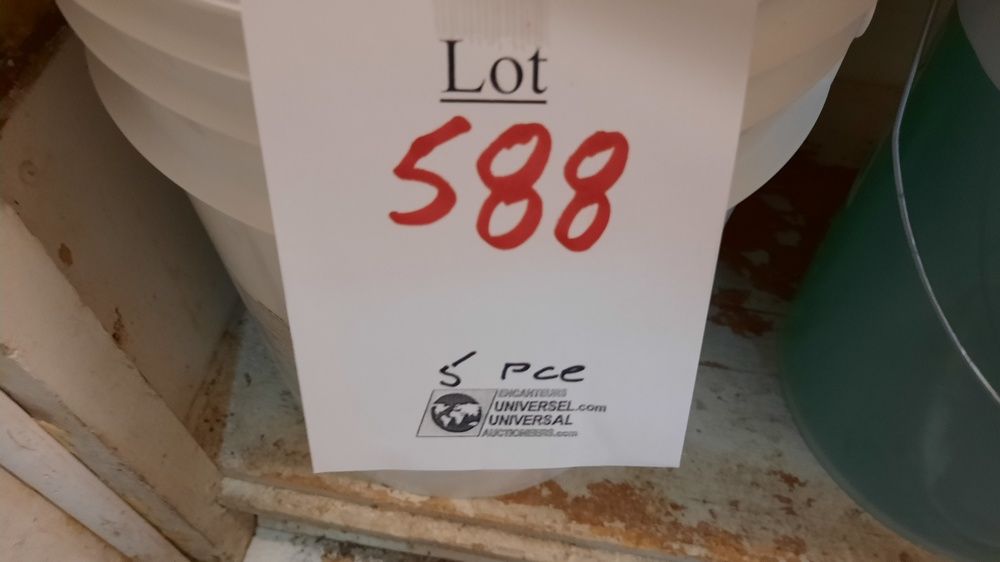 Lot
588
5 pce
ENCANTEURS
UNIVERSEL.com
UNIVERSAL
AUCTIONEERS.com